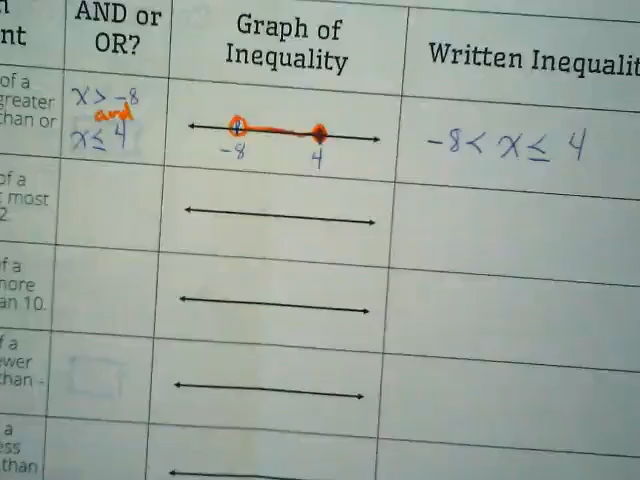 nt
AND or
OR?
Graph of
Inequality
Written Inequalit
of a
greater
than or
x > -8
and
x ≤ 4
-8
4
-8 < x ≤ 4
of a
most
2
f a
more
an 10.
f a
ewer
than -
a
ess
than